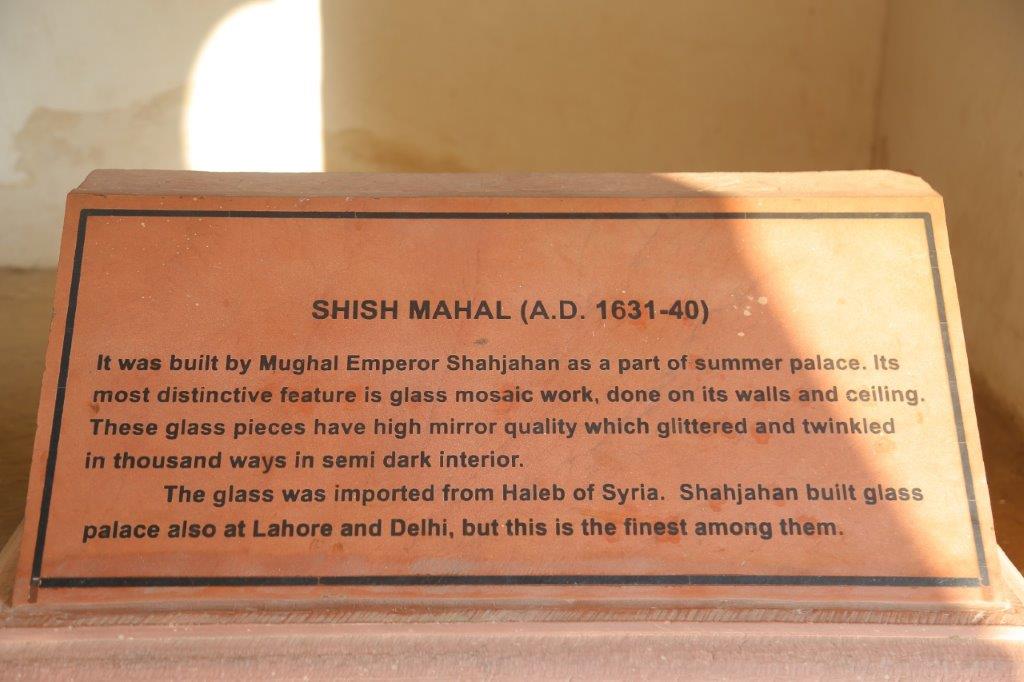 SHISH MAHAL (A.D. 1631-40)
It was built by Mughal Emperor Shahjahan as a part of summer palace. Its
most distinctive feature is glass mosaic work, done on its walls and ceiling.
These glass pieces have high mirror quality which glittered and twinkled
in thousand ways in semi dark interior.
The glass was imported from Haleb of Syria. Shahjahan built glass
palace also at Lahore and Delhi, but this is the finest among them.